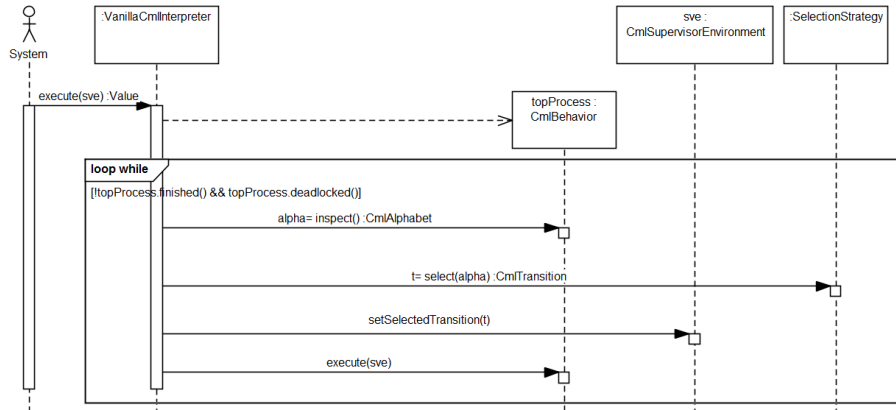 System
:VanillaCmlInterpreter
sve :
CmlSupervisorEnvironment
:SelectionStrategy
execute(sve) :Value
topProcess :
CmlBehavior
loop while
[!topProcess.finished() && topProcess.deadlocked()]
alpha= inspect() :CmlAlphabet
t= select(alpha) :CmlTransition
setSelectedTransition(t)
execute(sve)